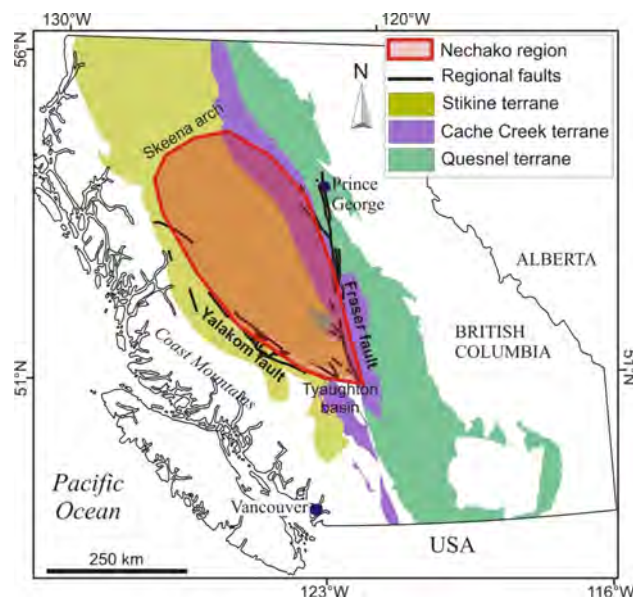 130°W
120°W
56°N
Nechako region
Regional faults
Stikine terrane
Cache Creek terrane
Quesnel terrane
N
Skeena arch
Prince
George
ALBERTA
Fraser fault
BRITISH
COLUMBIA
Yalakom fault
51°N
51°N
Coast Mountains
Tyaughton
basin
Pacific
Ocean
Vancouver
USA
250 km
123°W
116°W